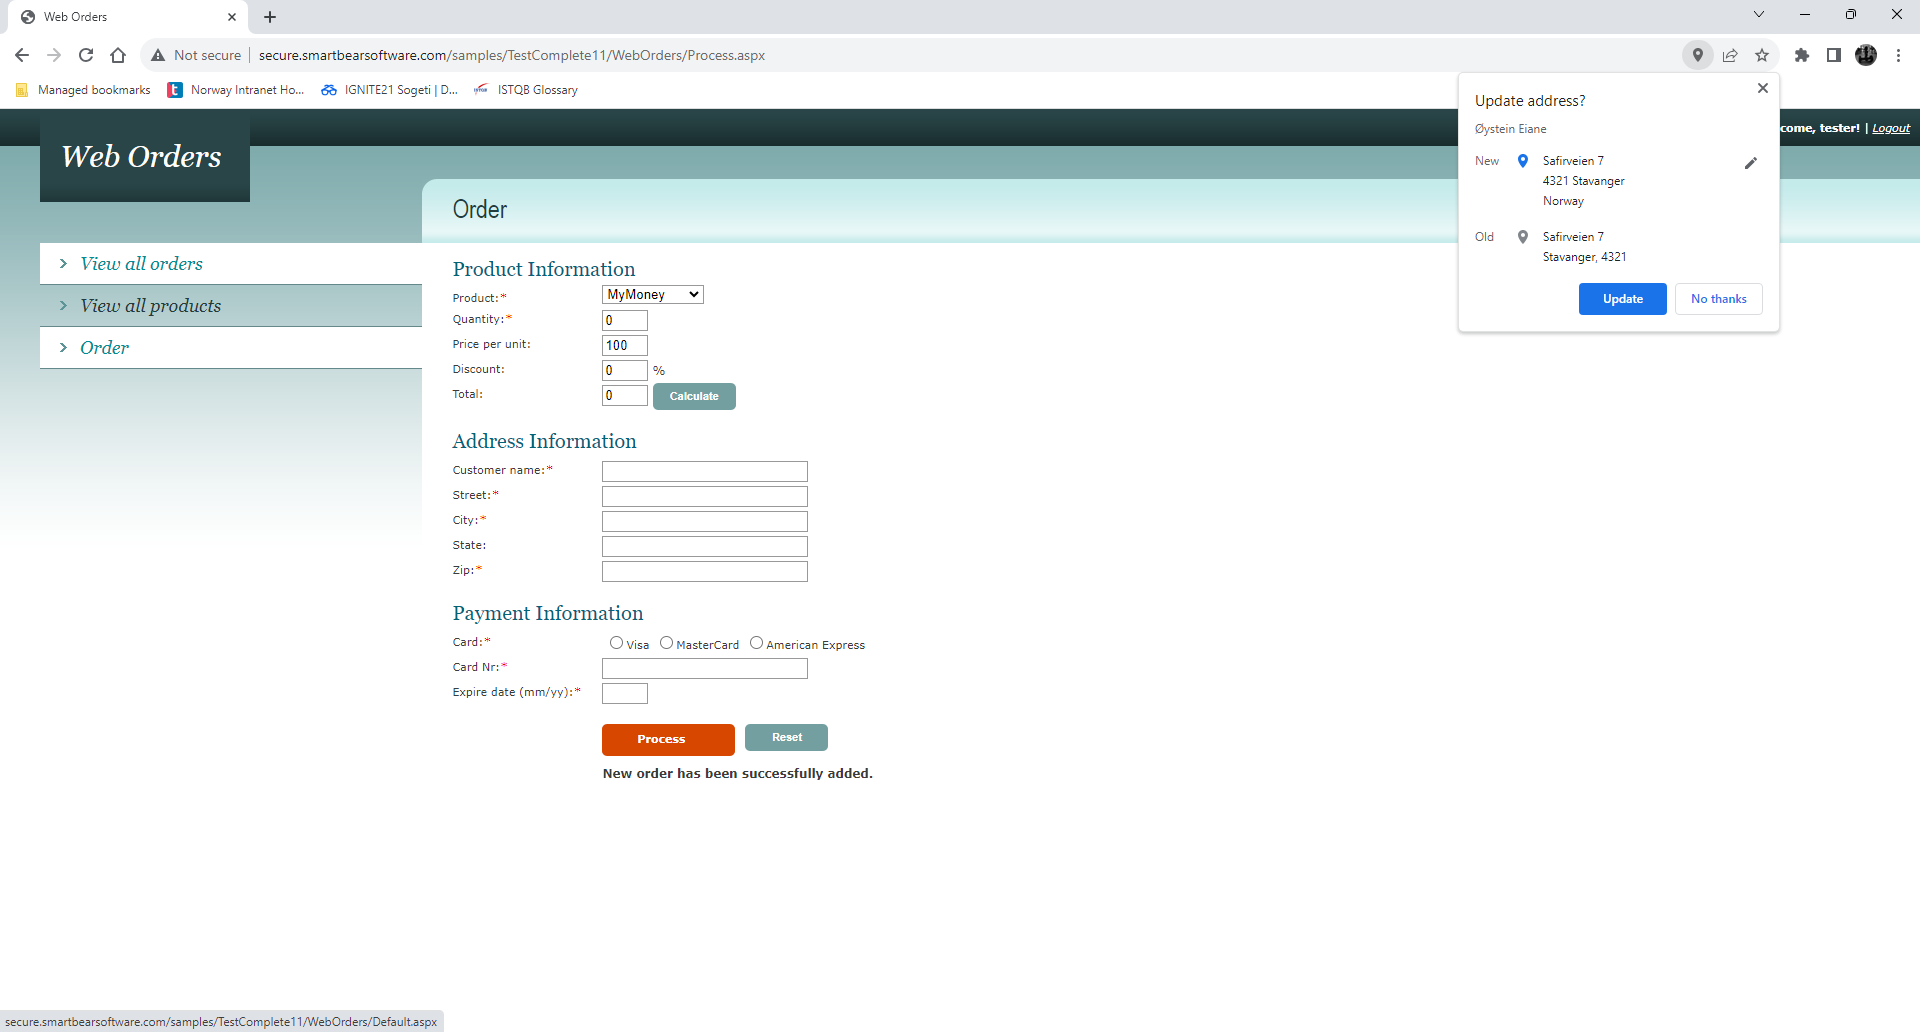 Web Orders
Not secure
secure.smartbearsoftware.com/samples/TestComplete11/WebOrders/Process.aspx
Managed bookmarks
Norway Intranet Ho...
IGNITE21 Sogeti | D...
ISTQB Glossary
come, tester! | Logout
Web Orders
View all orders
View all products
Order
Order
Product Information
Product:*
MyMoney
Quantity:*
0
Price per unit:
100
Discount:
0
%
Total:
0
Calculate
Address Information
Customer name:*
Street:*
City:*
State:
Zip:*
Payment Information
Card:*
Visa
MasterCard
American Express
Card Nr:*
Expire date (mm/yy):*
Process
Reset
New order has been successfully added.
Update address?
Øystein Eiane
New
Safirveien 7
4321 Stavanger
Norway
Old
Safirveien 7
Stavanger, 4321
Update
No thanks
secure.smartbearsoftware.com/samples/TestComplete11/WebOrders/Default.aspx